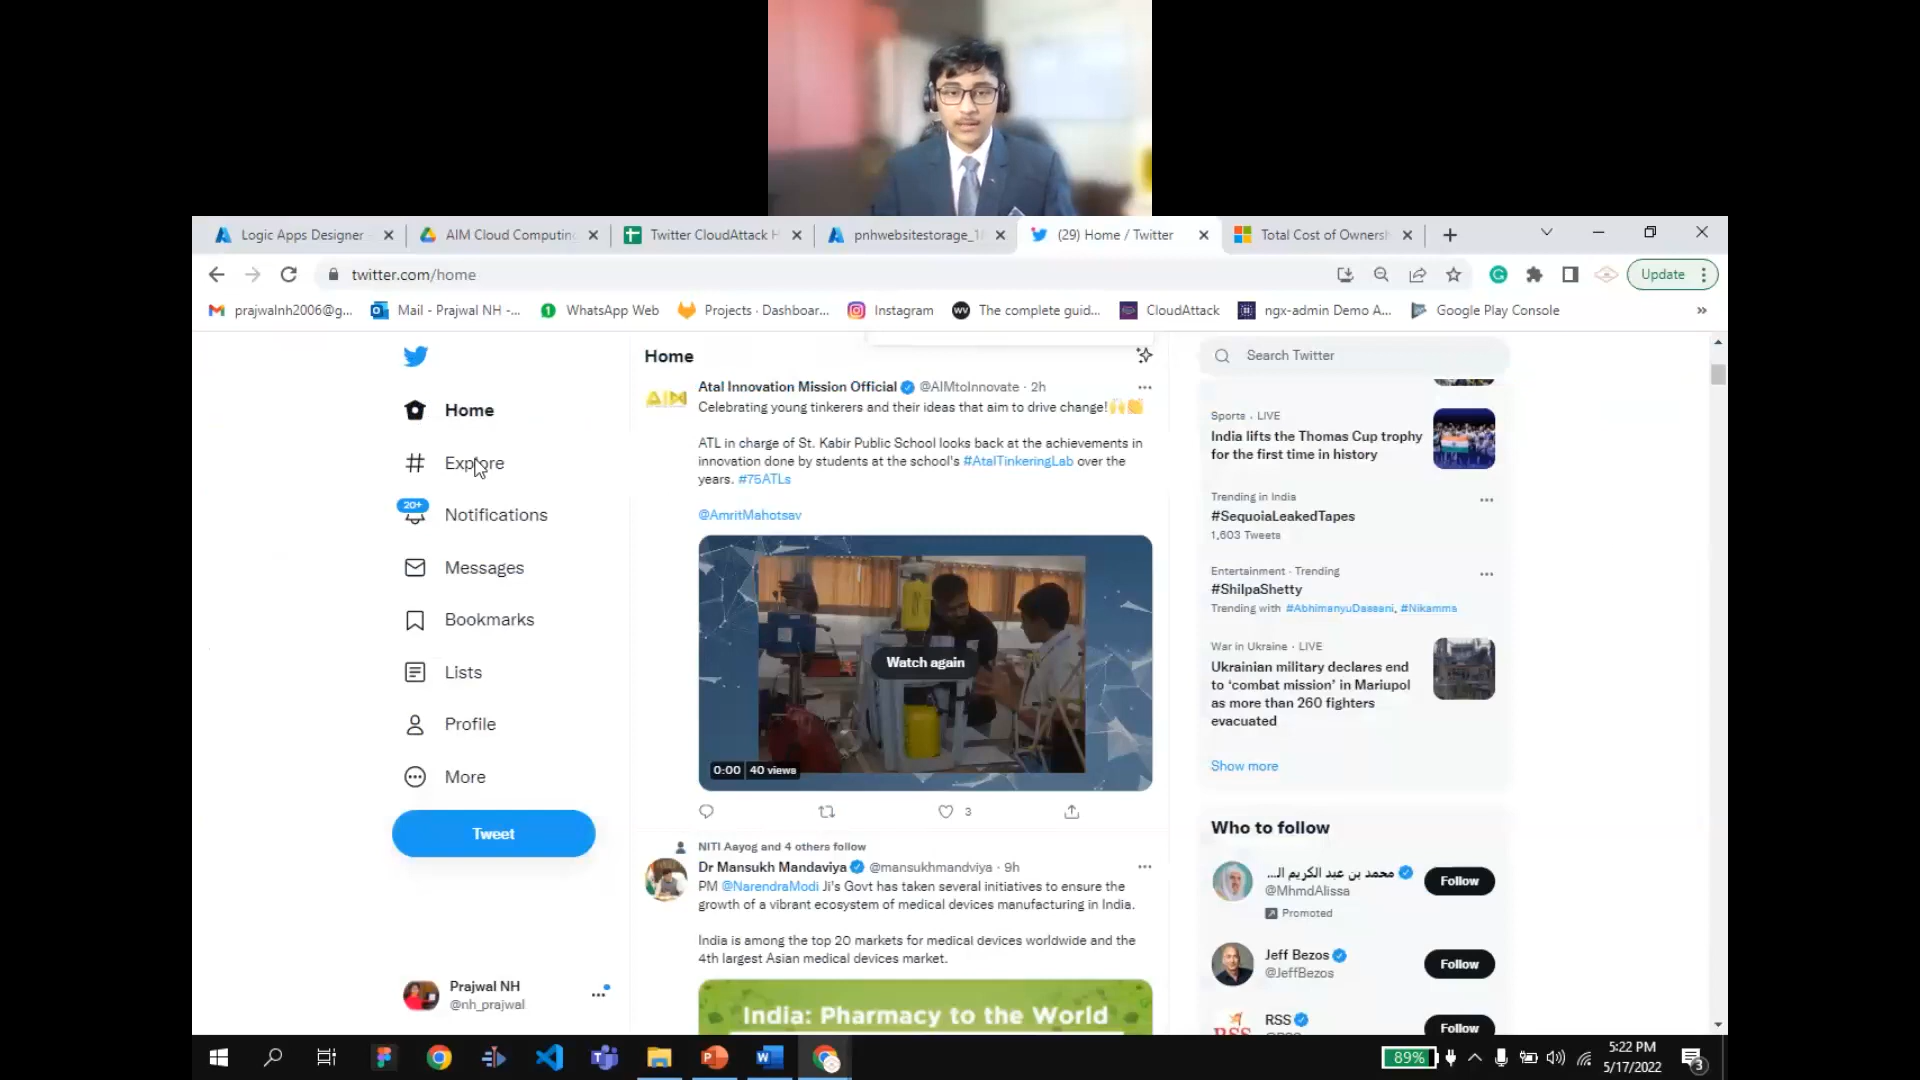 Logic Apps Designer
AIM Cloud Computing
Twitter CloudAttack H
pnhwebsitestorage_1
(29) Home / Twitter
Total Cost of Ownersh
twitter.com/home
Update
prajwalnh2006@g...
Mail - Prajwal NH -...
WhatsApp Web
Projects · Dashboar...
Instagram
The complete guid...
CloudAttack
ngx-admin Demo A...
Google Play Console
»
Home
Explore
20+
Notifications
Messages
Bookmarks
Lists
Profile
More
Tweet
Prajwal NH
@nh_prajwal
Home
Atal Innovation Mission Official @AIMtoInnovate · 2h
Celebrating young tinkerers and their ideas that aim to drive change!🙌👏
ATL in charge of St. Kabir Public School looks back at the achievements in
innovation done by students at the school's #AtalTinkeringLab over the
years. #75ATLs
@AmritMahotsav
AIM
Watch again
0:00 40 views
3
NITI Aayog and 4 others follow
Dr Mansukh Mandaviya @mansukhmandviya · 9h
PM @NarendraModi Ji's Govt has taken several initiatives to ensure the
growth of a vibrant ecosystem of medical devices manufacturing in India.
India is among the top 20 markets for medical devices worldwide and the
4th largest Asian medical devices market.
India: Pharmacy to the World
Search Twitter
Sports · LIVE
India lifts the Thomas Cup trophy
for the first time in history
Trending in India
#SequoiaLeakedTapes
1,603 Tweets
Entertainment · Trending
#ShilpaShetty
Trending with #AbhimanyuDassani, #Nikamma
War in Ukraine · LIVE
Ukrainian military declares end
to ‘combat mission’ in Mariupol
as more than 260 fighters
evacuated
Show more
Who to follow
محمد بن عبد الكريم الـ...
@MhmdAlissa
Promoted
Follow
Jeff Bezos
@JeffBezos
Follow
RSS
RSS
Follow
89%
5:22 PM
5/17/2022
3